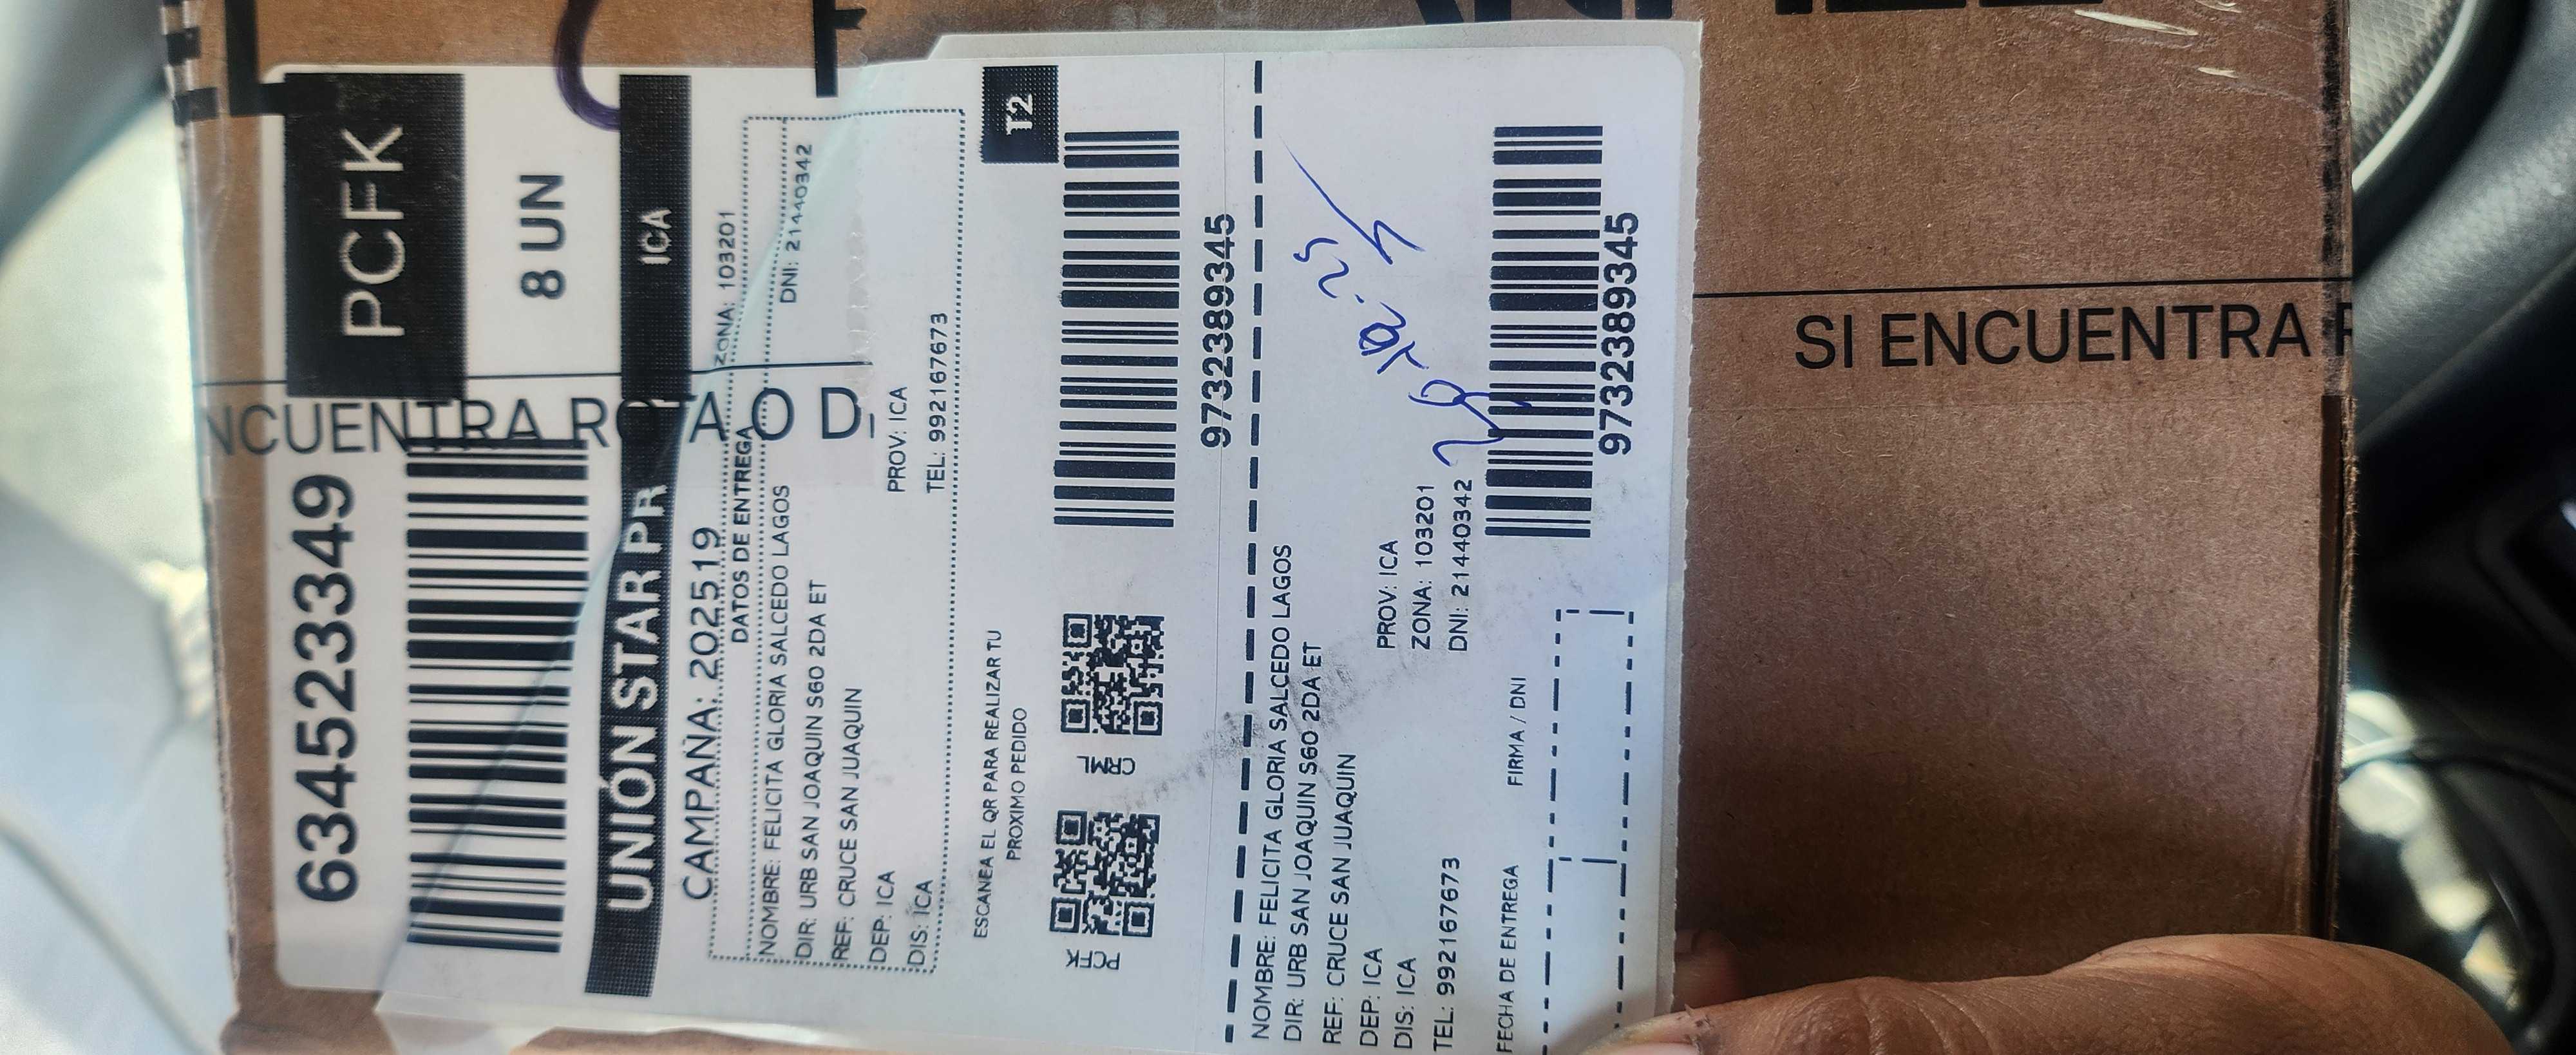 PCFK
8 UN
6345233349
NCUENTRA ROTA O D
UNIÓN STAR PR
ICA
CAMPAÑA: 202519
ZONA: 103201
DATOS DE ENTREGA
NOMBRE: FELICITA GLORIA SALCEDO LAGOS
DNI: 21440342
DIR: URB SAN JOAQUIN S60 2DA ET
REF: CRUCE SAN JUAQUIN
DEP: ICA
PROV: ICA
DIS: ICA
TEL: 992167673
T2
ESCANEA EL QR PARA REALIZAR TU
PROXIMO PEDIDO
PCFK
CRML
9732389345
NOMBRE: FELICITA GLORIA SALCEDO LAGOS
DIR: URB SAN JOAQUIN S60 2DA ET
REF: CRUCE SAN JUAQUIN
DEP: ICA
PROV: ICA
DIS: ICA
ZONA: 103201
TEL: 992167673
DNI: 21440342
FECHA DE ENTREGA
FIRMA / DNI
9732389345
SI ENCUENTRA